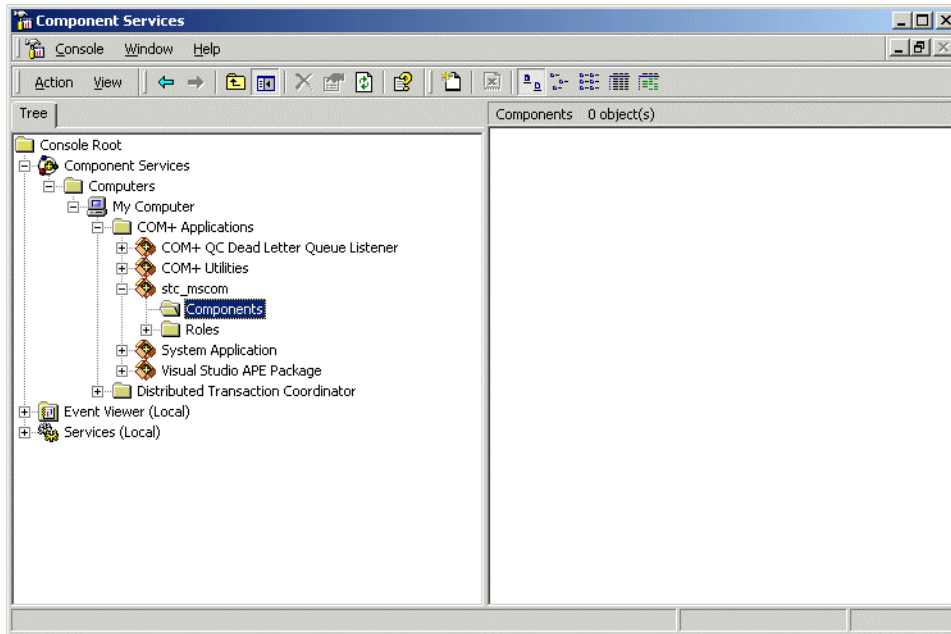 Component Services
Console Window Help
Action View
Tree
Components 0 object(s)
Console Root
Component Services
Computers
My Computer
COM+ Applications
COM+ QC Dead Letter Queue Listener
COM+ Utilities
stc_mscom
Components
Roles
System Application
Visual Studio APE Package
Distributed Transaction Coordinator
Event Viewer (Local)
Services (Local)